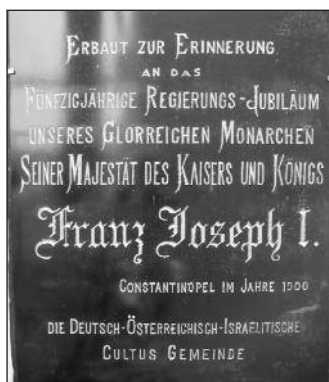 Erbaut zur Erinnerung
an das
Fünfzigjährige Regierungs-Jubiläum
unseres Glorreichen Monarchen
Seiner Majestät des Kaisers und Königs
Franz Joseph I.
Constantinopel im Jahre 1900
die Deutsch-Österreichisch-Israelitische
Cultus Gemeinde